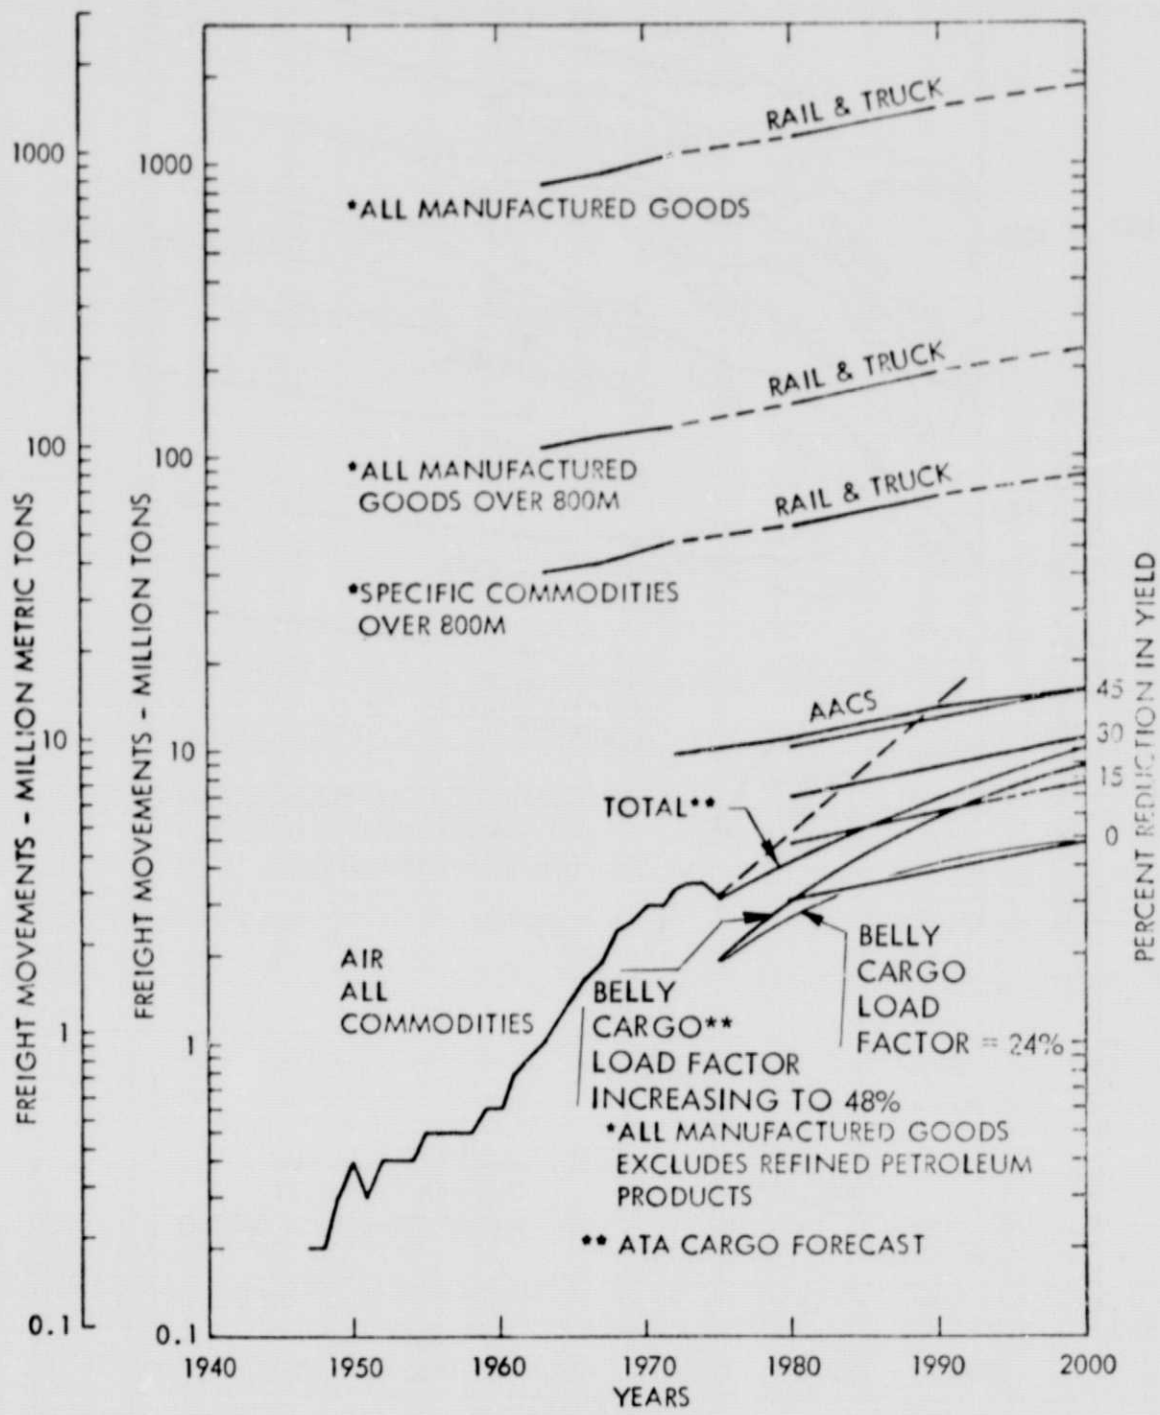 FREIGHT MOVEMENTS - MILLION METRIC TONS
1000
100
10
1
0.1
FREIGHT MOVEMENTS - MILLION TONS
1000
100
10
1
0.1
RAIL & TRUCK
*ALL MANUFACTURED GOODS
RAIL & TRUCK
*ALL MANUFACTURED
GOODS OVER 800M
RAIL & TRUCK
*SPECIFIC COMMODITIES
OVER 800M
AACS
TOTAL**
AIR
ALL
COMMODITIES
BELLY
CARGO**
LOAD FACTOR
INCREASING TO 48%
BELLY
CARGO
LOAD
FACTOR = 24%
*ALL MANUFACTURED GOODS
EXCLUDES REFINED PETROLEUM
PRODUCTS
** ATA CARGO FORECAST
45
30
15
0
PERCENT REDUCTION IN YIELD
1940 1950 1960 1970 1980 1990 2000
YEARS